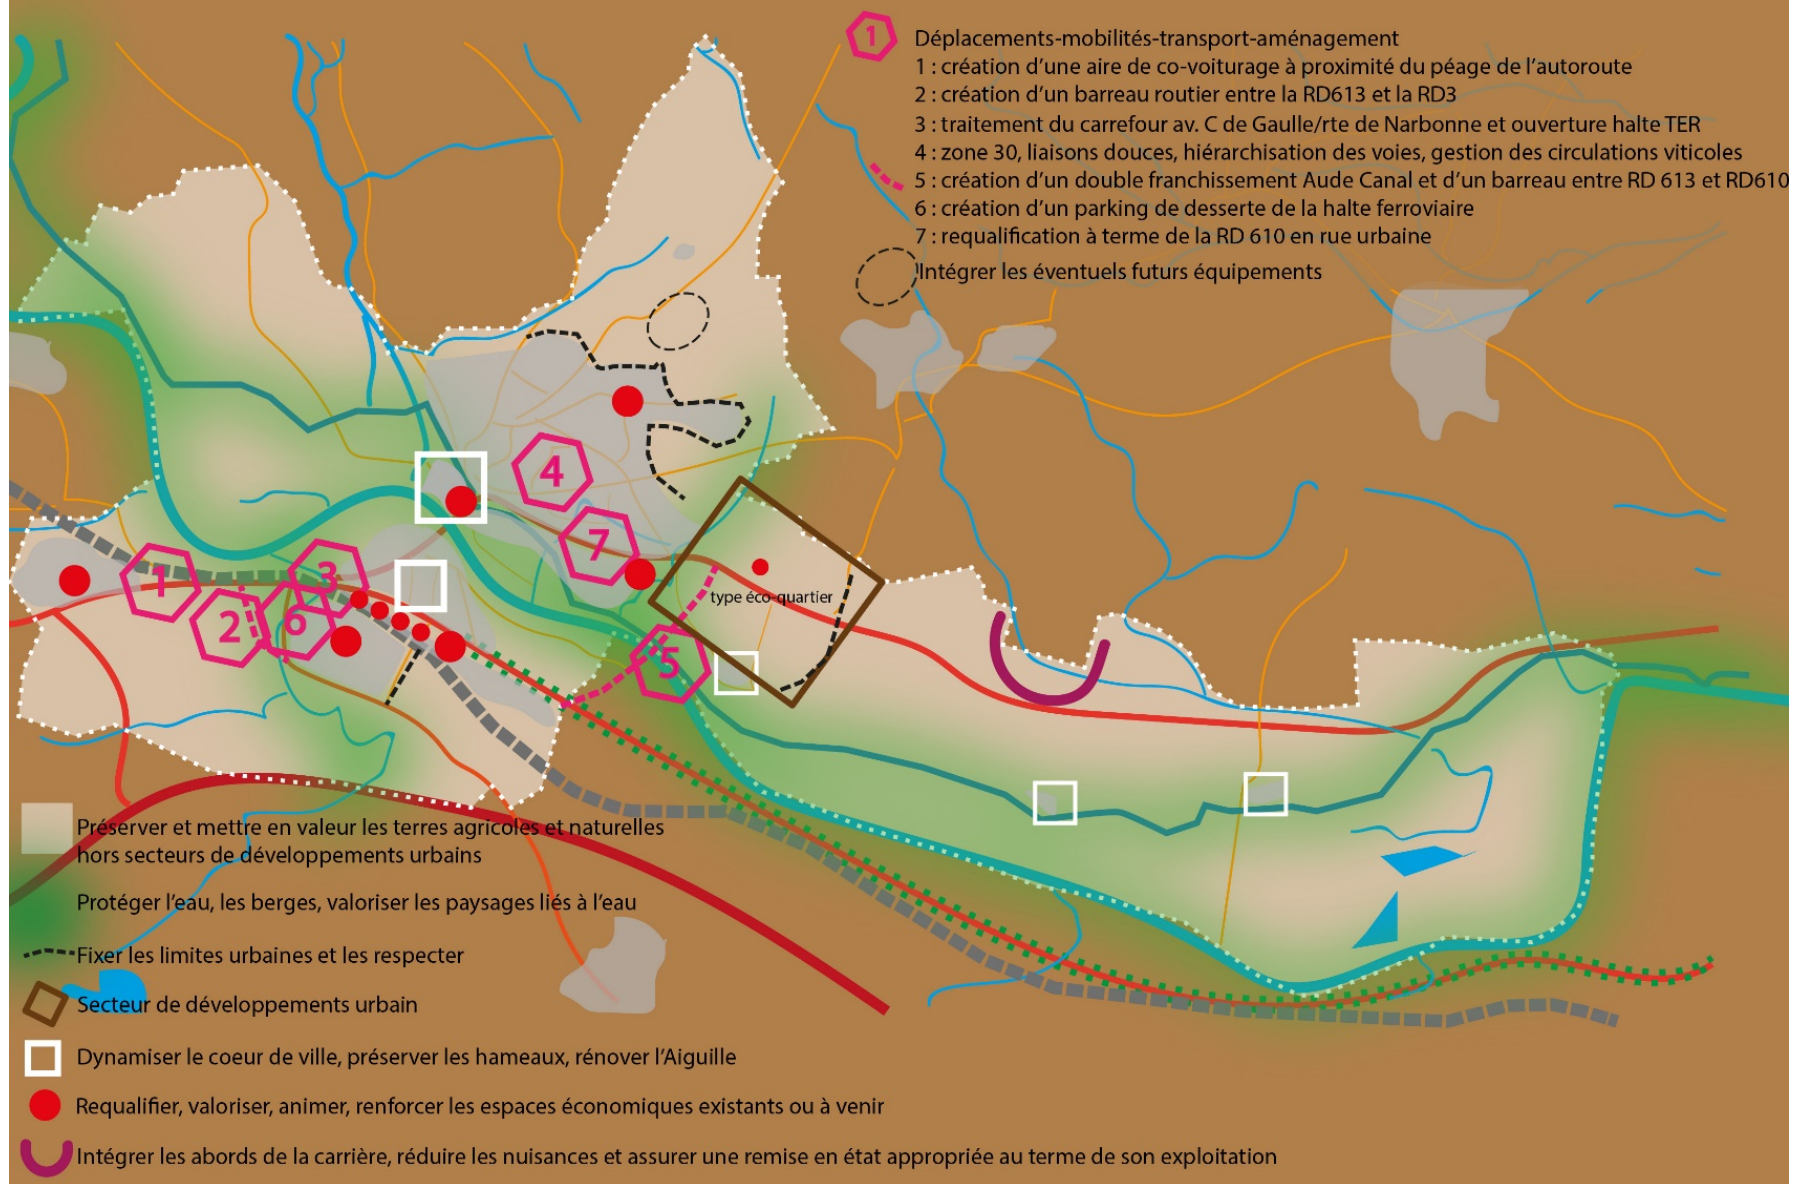 1
Déplacements-mobilités-transport-aménagement
1 : création d'une aire de co-voiturage à proximité du péage de l'autoroute
2 : création d'un barreau routier entre la RD613 et la RD3
3 : traitement du carrefour av. C de Gaulle/rte de Narbonne et ouverture halte TER
4 : zone 30, liaisons douces, hiérarchisation des voies, gestion des circulations viticoles
5 : création d'un double franchissement Aude Canal et d'un barreau entre RD 613 et RD610
6 : création d'un parking de desserte de la halte ferroviaire
7 : requalification à terme de la RD 610 en rue urbaine
Intégrer les éventuels futurs équipements
4
7
1
3
2
6
5
type éco-quartier
Préserver et mettre en valeur les terres agricoles et naturelles
hors secteurs de développements urbains
Protéger l'eau, les berges, valoriser les paysages liés à l'eau
Fixer les limites urbaines et les respecter
Secteur de développements urbain
Dynamiser le coeur de ville, préserver les hameaux, rénover l'Aiguille
Requalifier, valoriser, animer, renforcer les espaces économiques existants ou à venir
Intégrer les abords de la carrière, réduire les nuisances et assurer une remise en état appropriée au terme de son exploitation